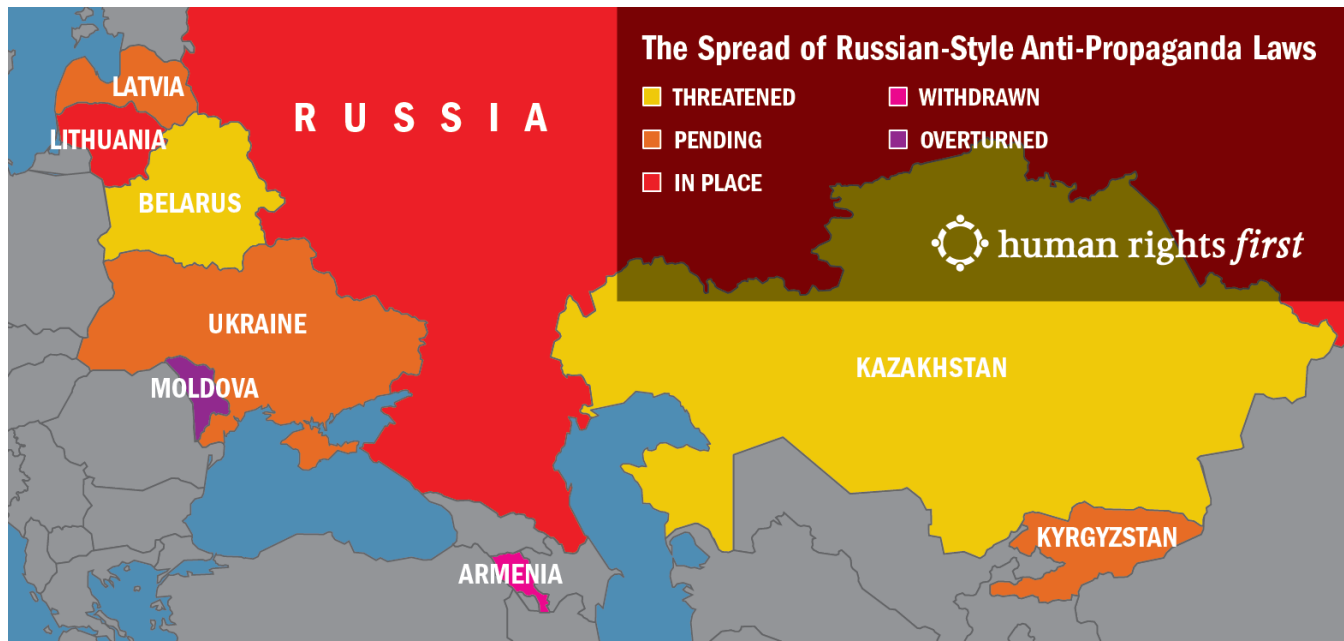 The Spread of Russian-Style Anti-Propaganda Laws
THREATENED
WITHDRAWN
PENDING
OVERTURNED
IN PLACE
human rights first
LATVIA
RUSSIA
LITHUANIA
BELARUS
UKRAINE
KAZAKHSTAN
MOLDOVA
KYRGYZSTAN
ARMENIA